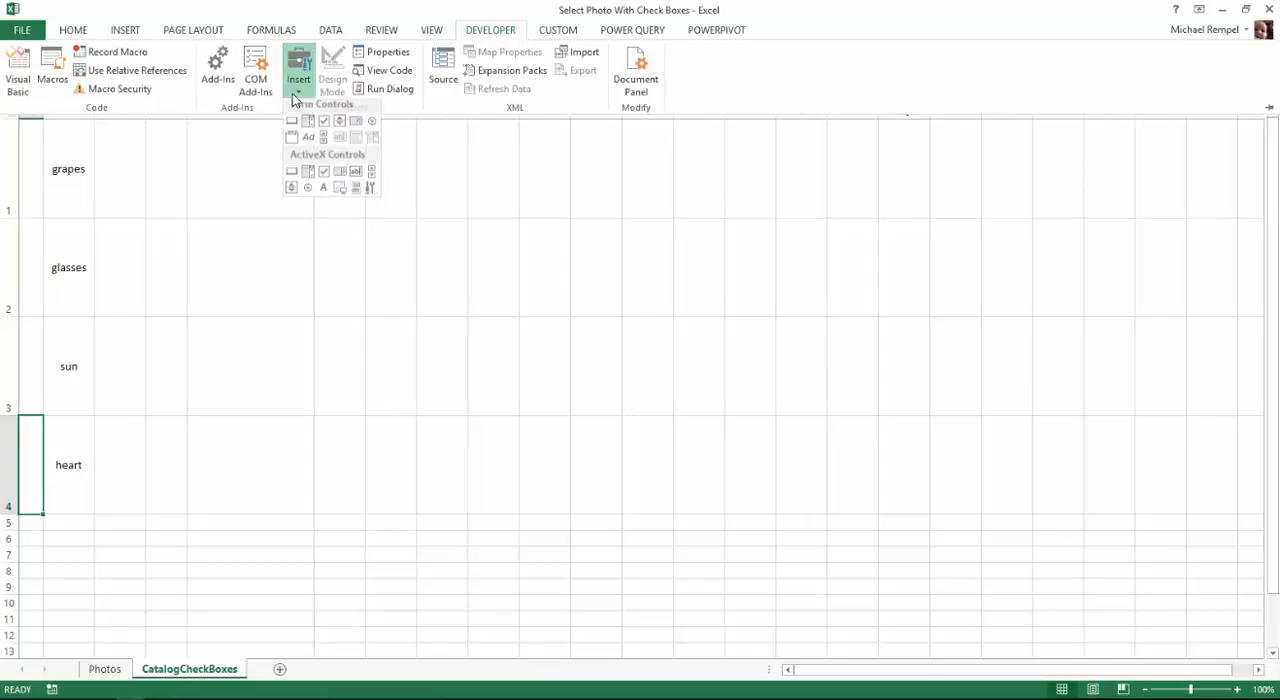 Select Photo With Check Boxes - Excel
?
FILE HOME INSERT PAGE LAYOUT FORMULAS DATA REVIEW VIEW DEVELOPER CUSTOM POWER QUERY POWERPIVOT Michael Rempel
Visual Basic
Macros
Record Macro
Use Relative References
Macro Security
Code
Add-Ins
COM Add-Ins
Add-Ins
Insert
Design Mode
Properties
View Code
Run Dialog
Source
Map Properties
Expansion Packs
Refresh Data
Import
Export
XML
Document Panel
Modify
Controls
Aa
ab|
ActiveX Controls
ab|
A
grapes
1
glasses
2
sun
3
heart
4
5
6
7
8
9
10
11
12
13
Photos CatalogCheckBoxes
READY 100%